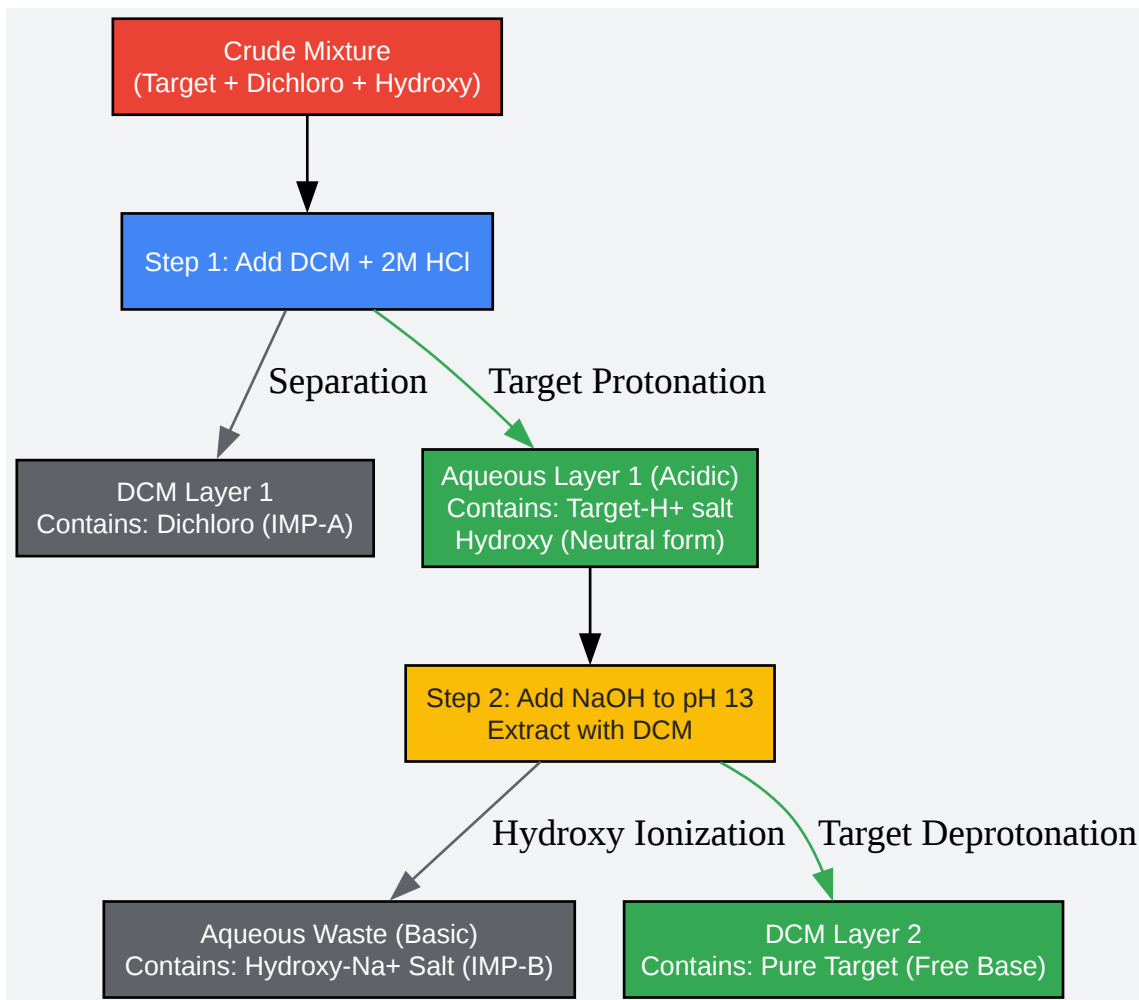 Crude Mixture
(Target + Dichloro + Hydroxy)
Step 1: Add DCM + 2M HCl
Separation
Target Protonation
DCM Layer 1
Contains: Dichloro (IMP-A)
Aqueous Layer 1 (Acidic)
Contains: Target-H+ salt
Hydroxy (Neutral form)
Step 2: Add NaOH to pH 13
Extract with DCM
Hydroxy Ionization
Target Deprotonation
Aqueous Waste (Basic)
Contains: Hydroxy-Na+ Salt (IMP-B)
DCM Layer 2
Contains: Pure Target (Free Base)